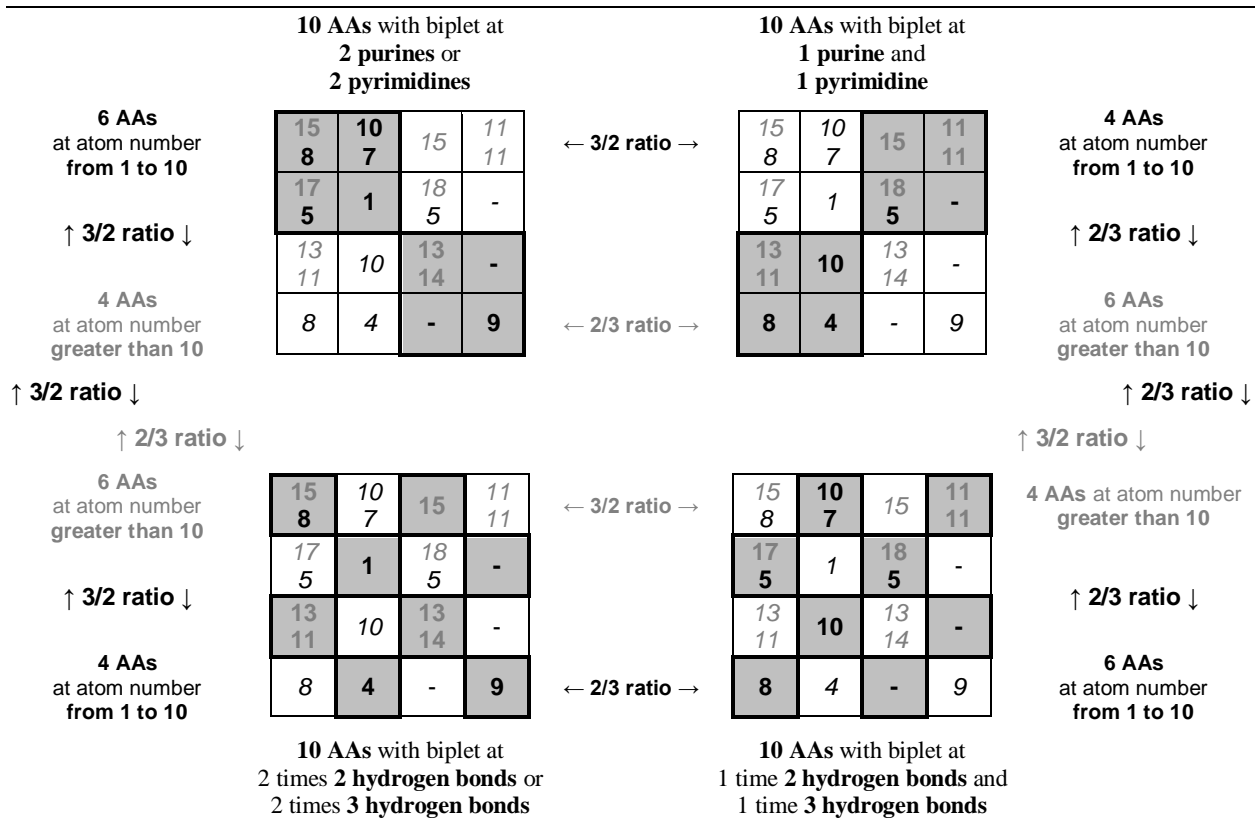 10 AAs with biplet at
2 purines or
2 pyrimidines
10 AAs with biplet at
1 purine and
1 pyrimidine
6 AAs
at atom number
from 1 to 10
↑ 3/2 ratio ↓
4 AAs
at atom number
greater than 10
15 10 15 11
8 7 11
17 1 18 -
5 5
13 10 13 -
11 14
8 4 - 9
← 3/2 ratio →
← 2/3 ratio →
15 10 15 11
8 7 11
17 1 18 -
5 5
13 10 13 -
11 14
8 4 - 9
4 AAs
at atom number
from 1 to 10
↑ 2/3 ratio ↓
6 AAs
at atom number
greater than 10
↑ 3/2 ratio ↓
↑ 2/3 ratio ↓
↑ 2/3 ratio ↓
↑ 3/2 ratio ↓
6 AAs
at atom number
greater than 10
↑ 3/2 ratio ↓
4 AAs
at atom number
from 1 to 10
15 10 15 11
8 7 11
17 1 18 -
5 5
13 10 13 -
11 14
8 4 - 9
← 3/2 ratio →
← 2/3 ratio →
15 10 15 11
8 7 11
17 1 18 -
5 5
13 10 13 -
11 14
8 4 - 9
4 AAs at atom number
greater than 10
↑ 2/3 ratio ↓
6 AAs
at atom number
from 1 to 10
10 AAs with biplet at
2 times 2 hydrogen bonds or
2 times 3 hydrogen bonds
10 AAs with biplet at
1 time 2 hydrogen bonds and
1 time 3 hydrogen bonds